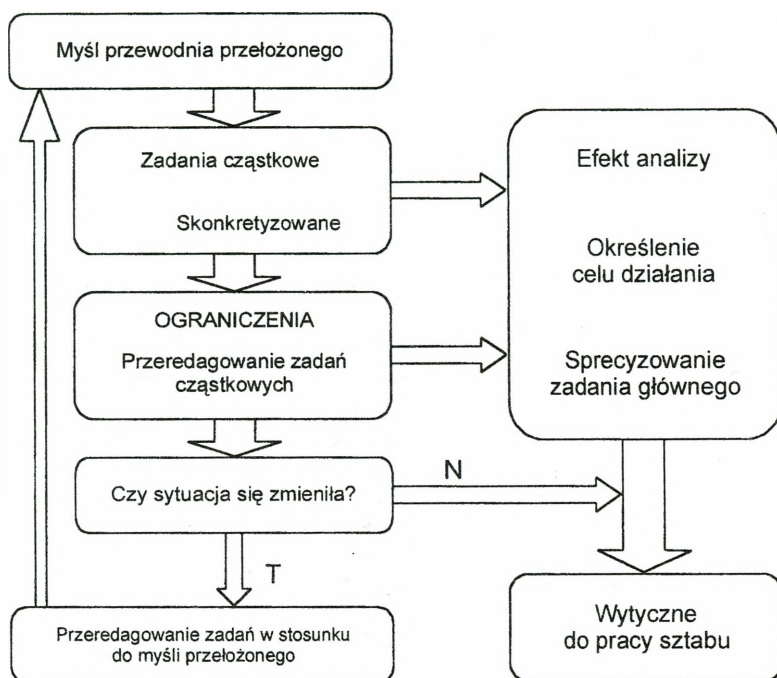 Myśl przewodnia przełożonego
Zadania cząstkowe
Skonkretyzowane
OGRANICZENIA
Przeredagowanie zadań
cząstkowych
Czy sytuacja się zmieniła?
N
T
Przeredagowanie zadań w stosunku
do myśli przełożonego
Efekt analizy
Określenie
celu działania
Sprecyzowanie
zadania głównego
Wytyczne
do pracy sztabu